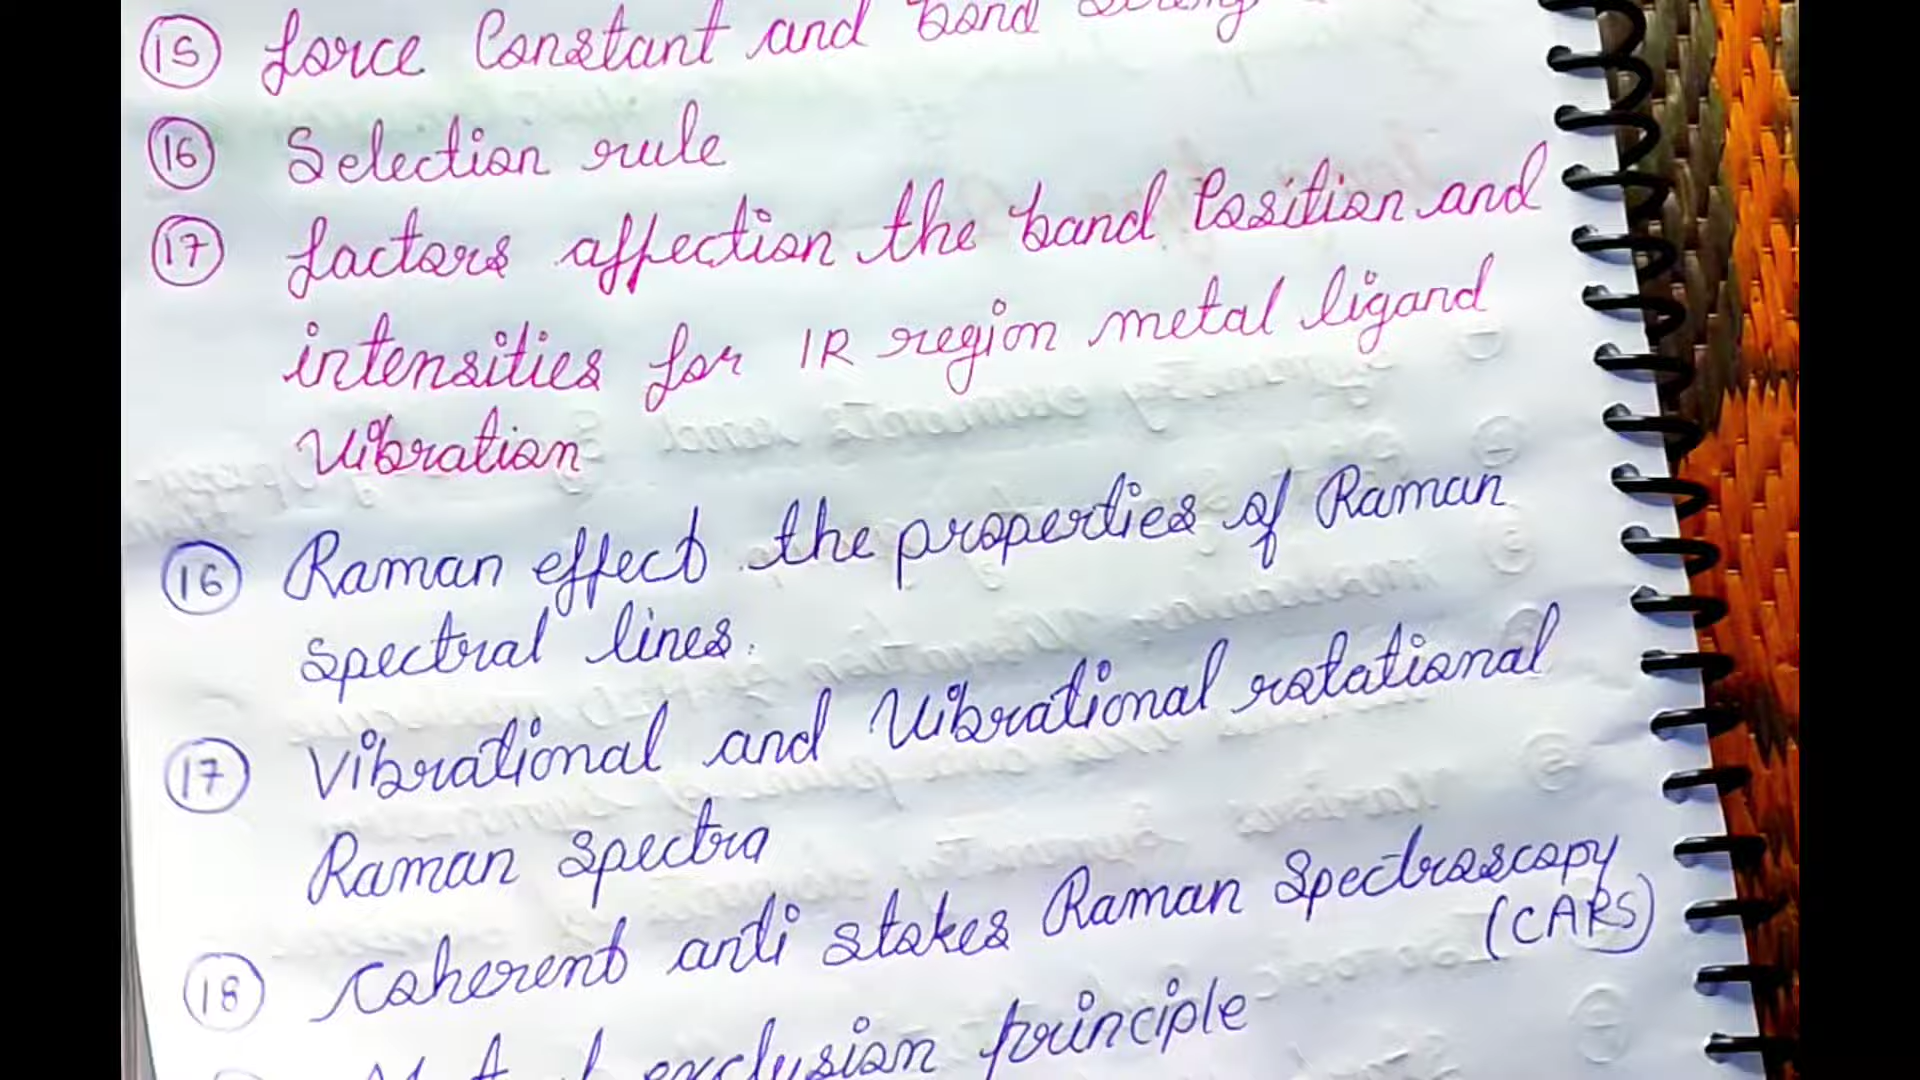 15 Force Constant and bond
16 Selection rule
17 factors affection the band Position and
intensities for IR region metal ligand
Vibration
16 Raman effect the properties of Raman
spectral lines.
17 Vibrational and Vibrational rotational
Raman spectra
18 coherent anti stokes Raman Spectroscopy
(CARS)
exclusion principle